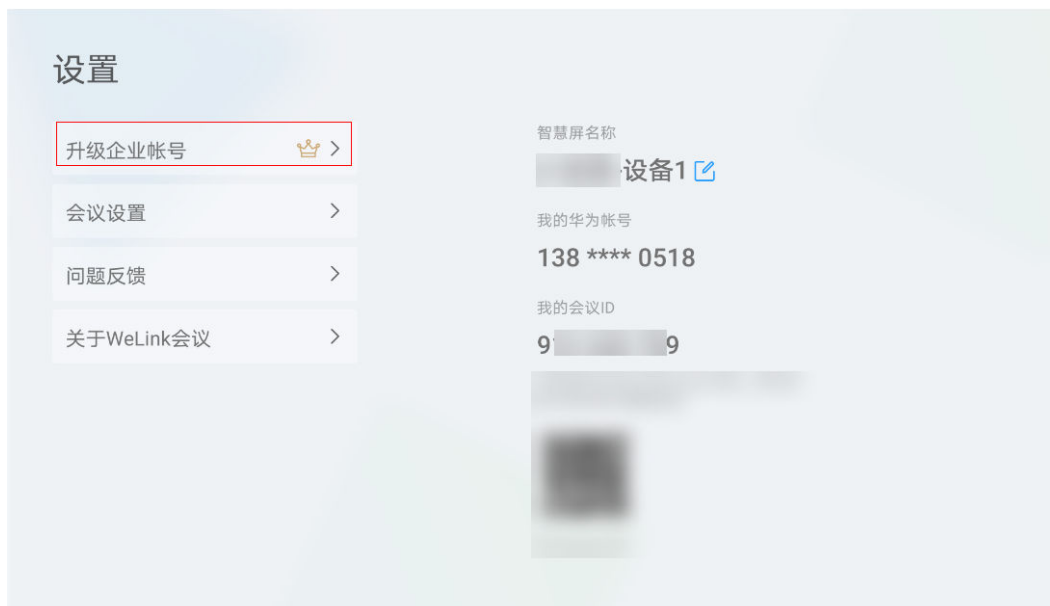 设置
升级企业帐号
会议设置
问题反馈
关于WeLink会议
智慧屏名称
设备1
我的华为帐号
138 **** 0518
我的会议ID
9 9